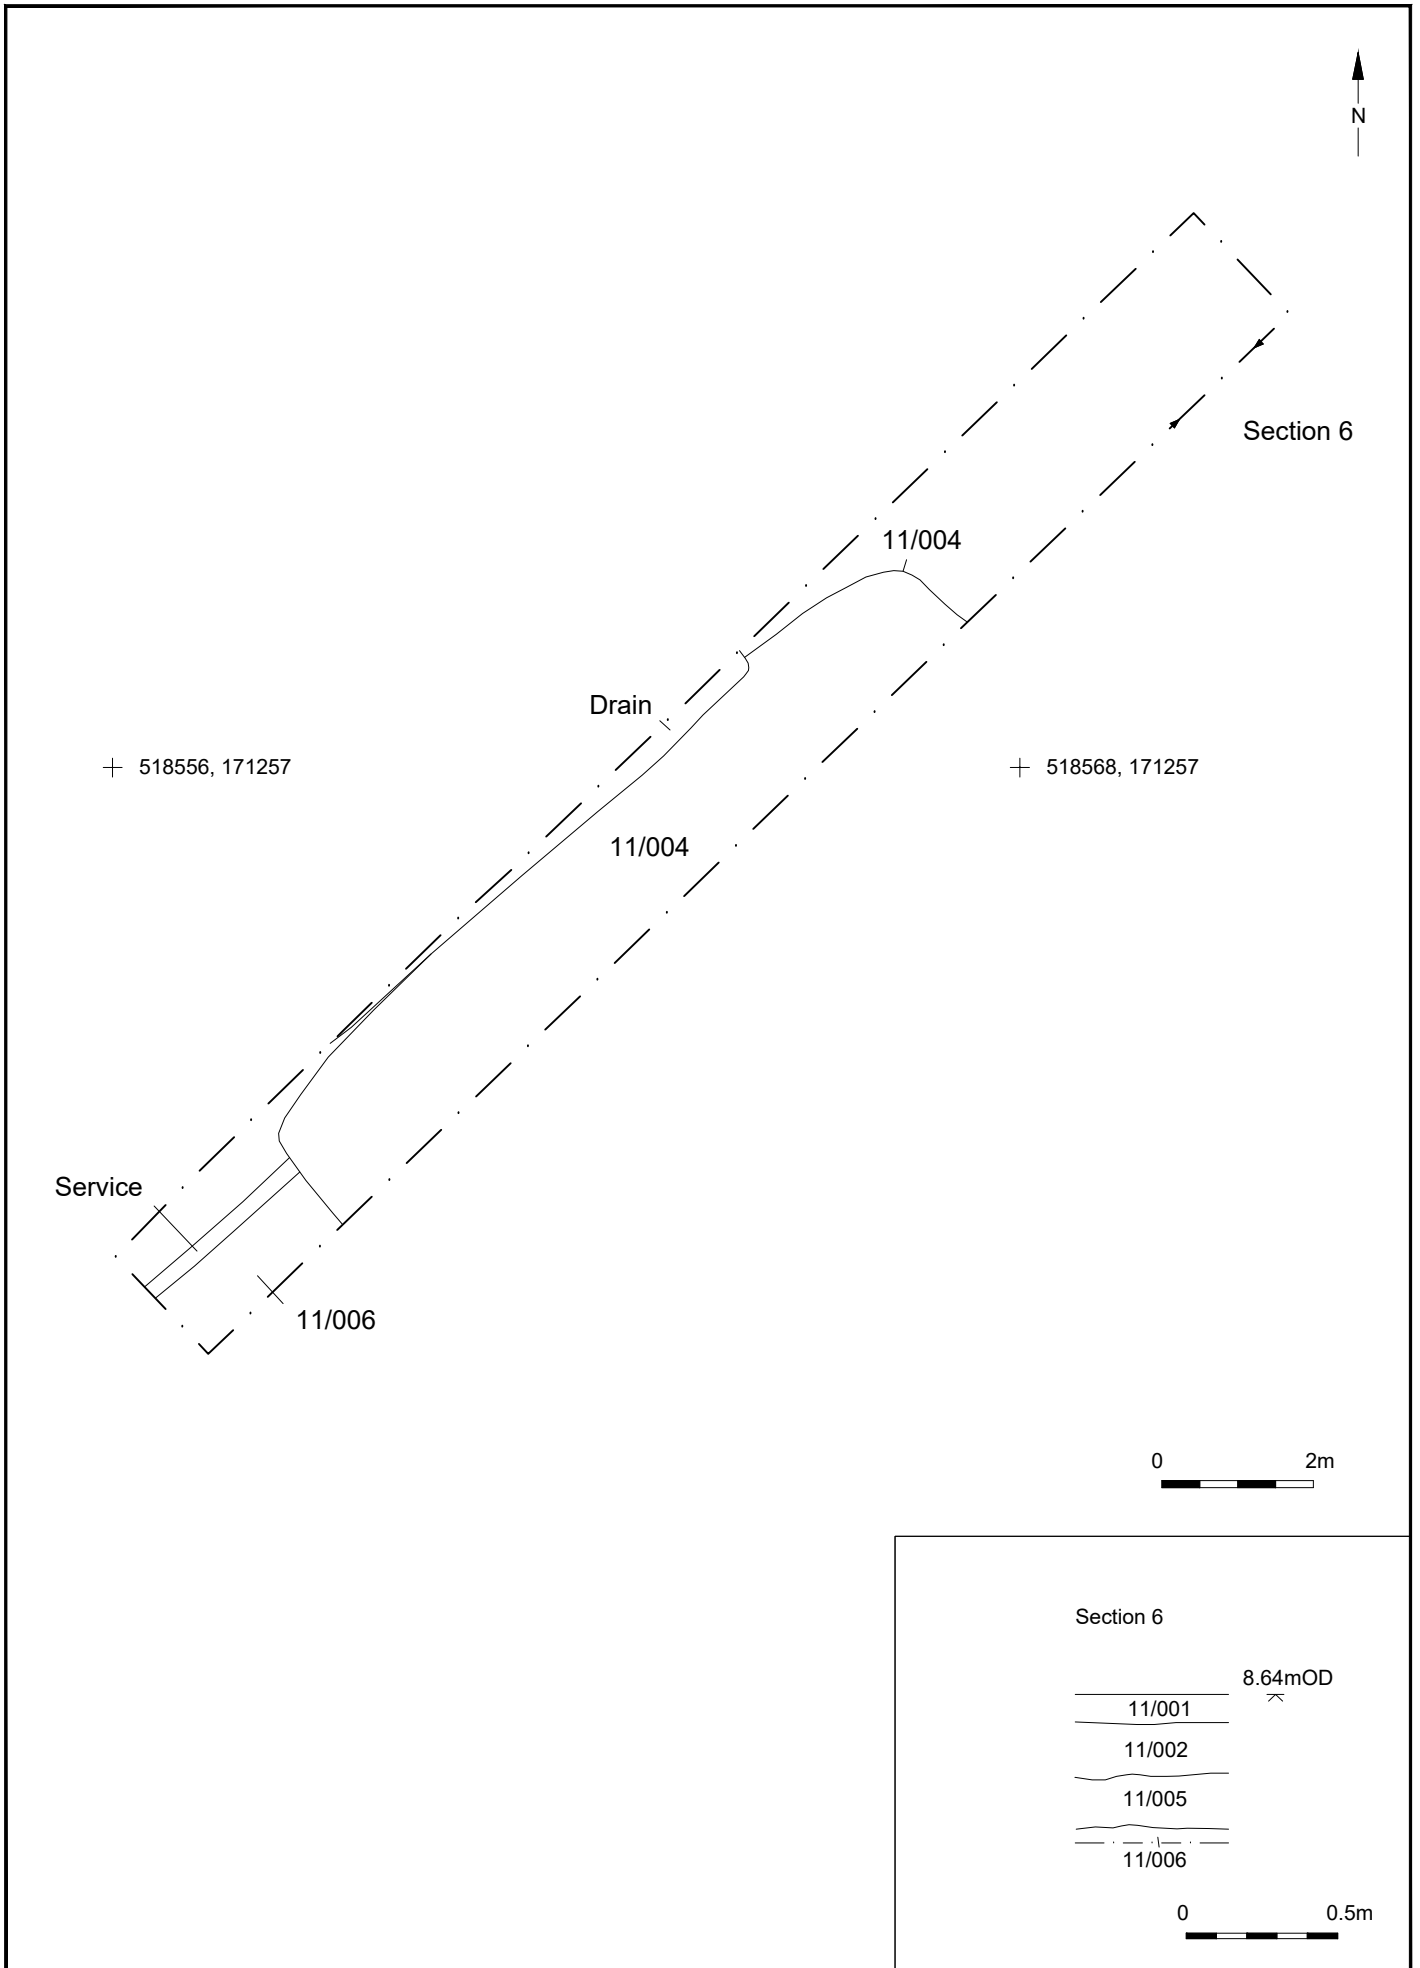 N
Section 6
11/004
Drain
518556, 171257
518568, 171257
11/004
Service
11/006
0 2m
Section 6
8.64mOD
11/001
11/002
11/005
11/006
0 0.5m